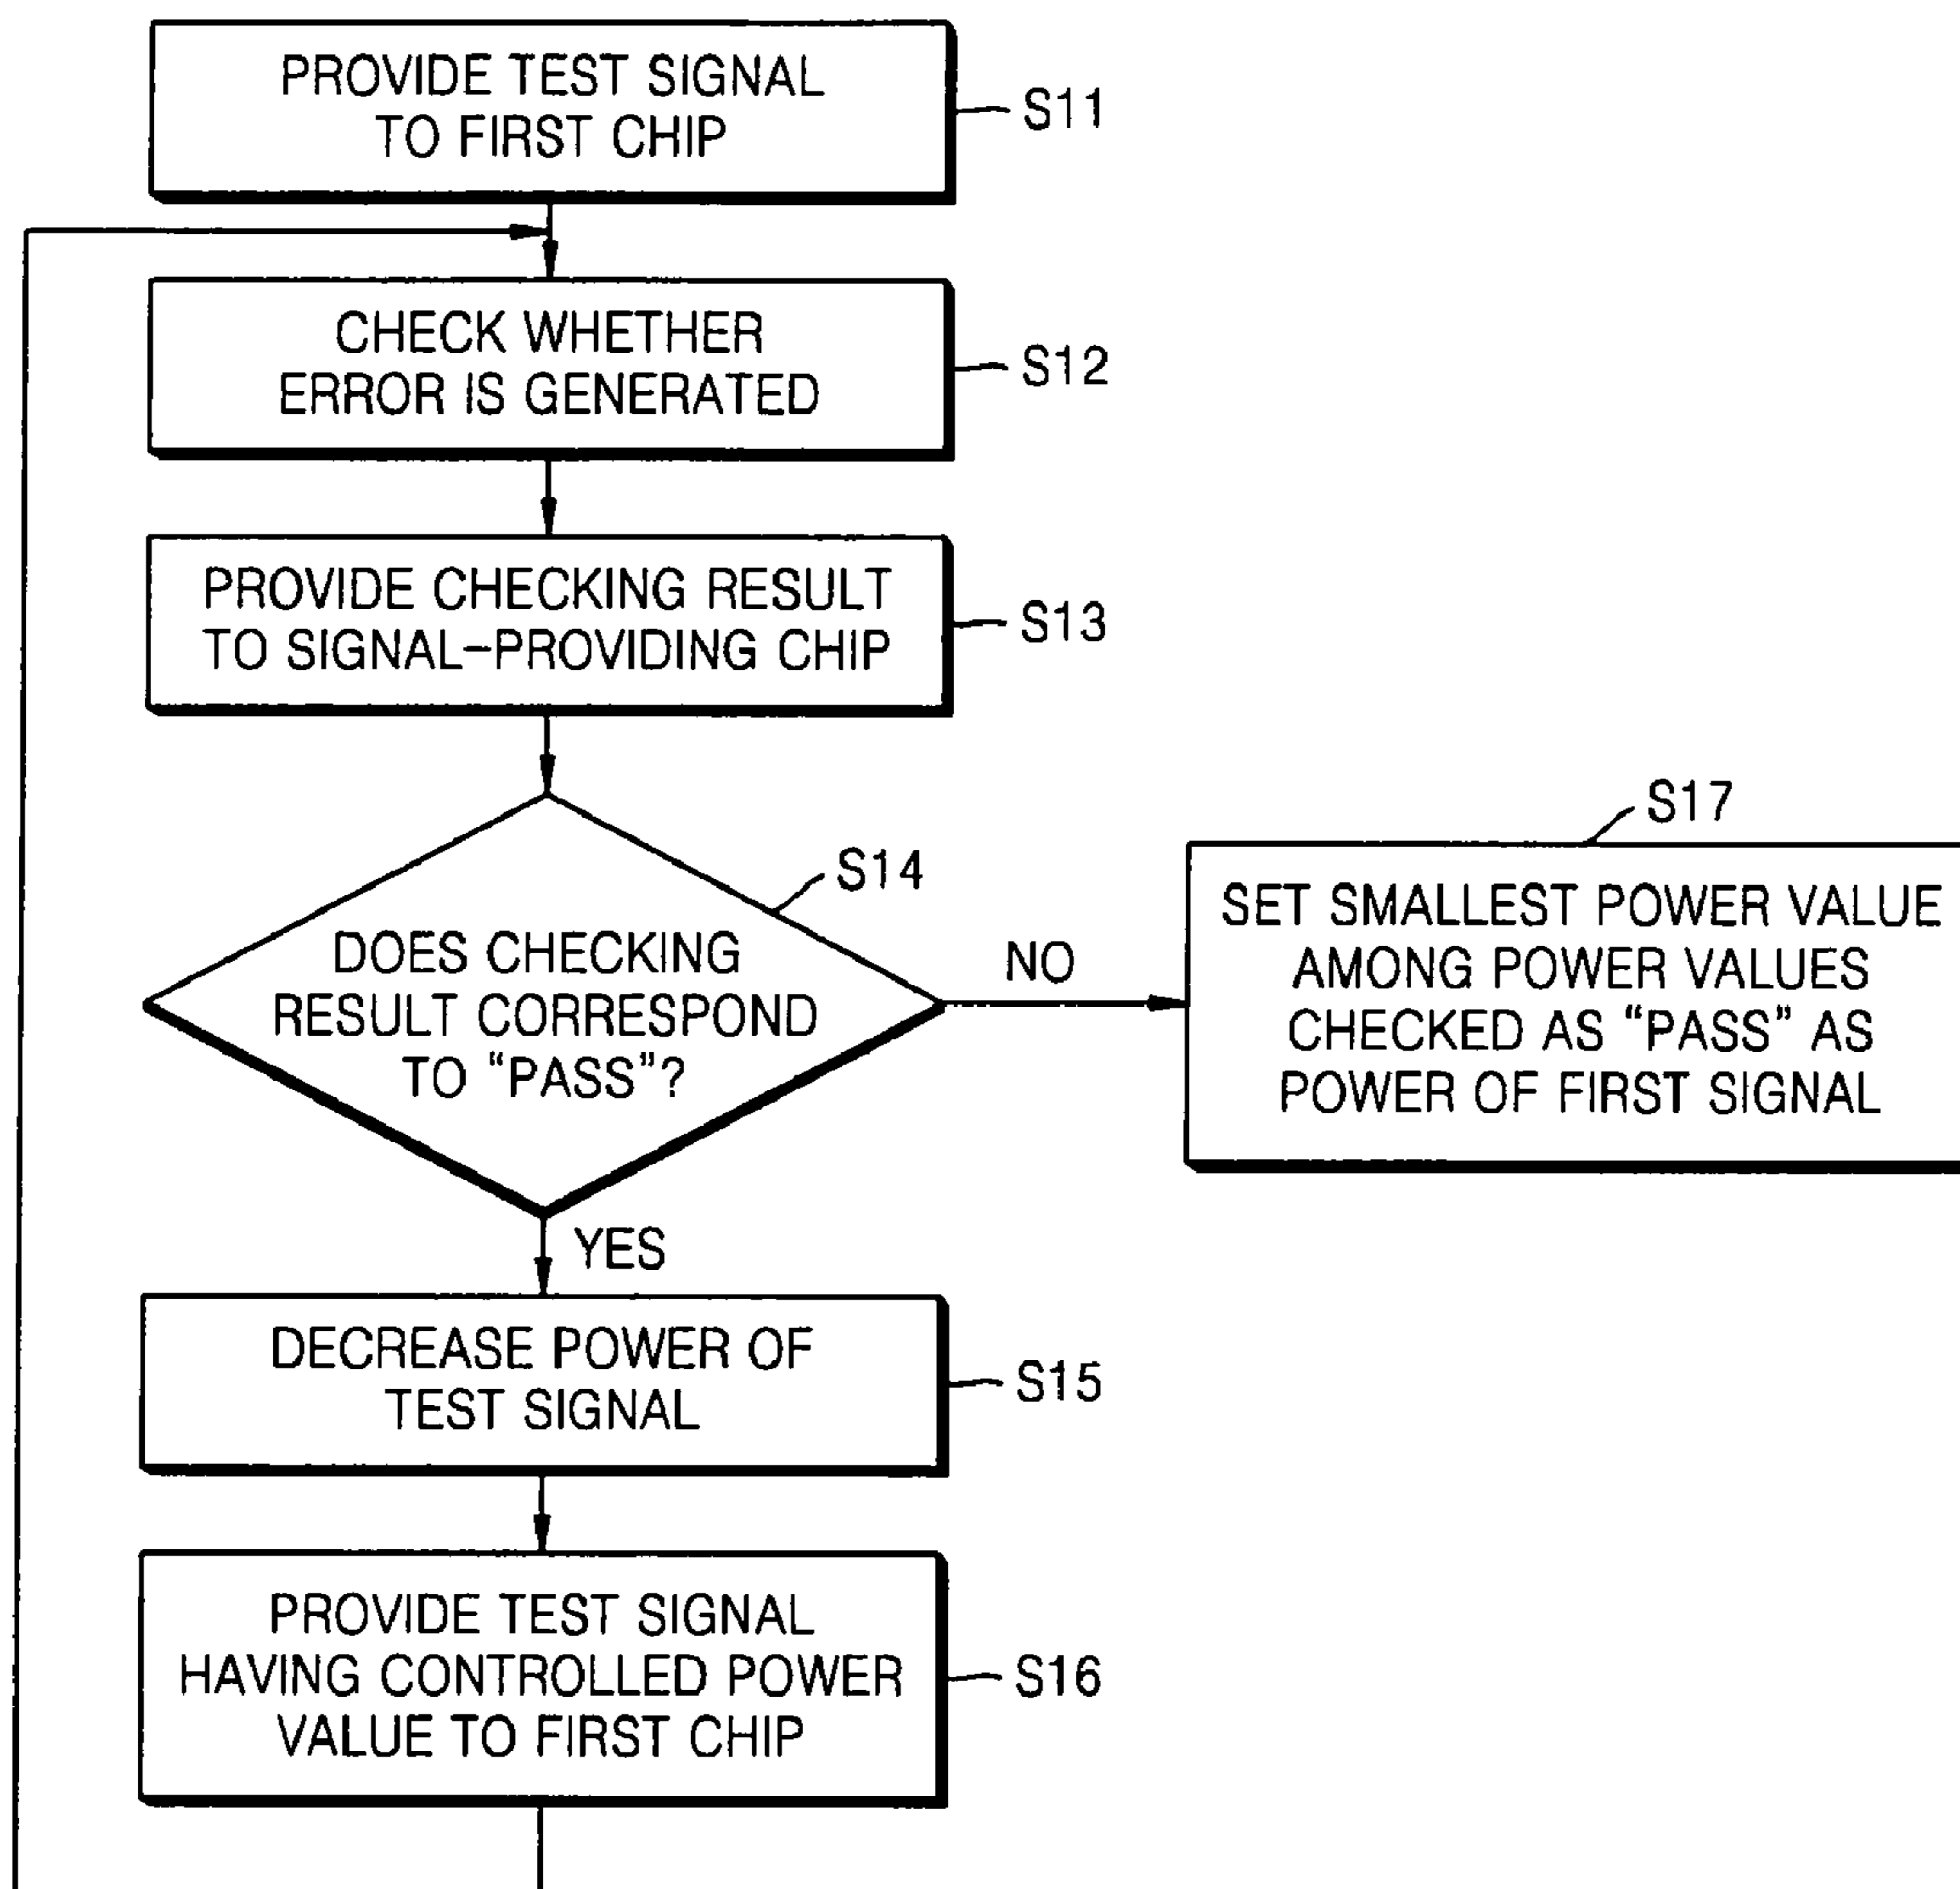 PROVIDE TEST SIGNAL
TO FIRST CHIP
S11
CHECK WHETHER
ERROR IS GENERATED
S12
PROVIDE CHECKING RESULT
TO SIGNAL-PROVIDING CHIP
S13
S14
DOES CHECKING
RESULT CORRESPOND
TO “PASS”?
NO
S17
SET SMALLEST POWER VALUE
AMONG POWER VALUES
CHECKED AS “PASS” AS
POWER OF FIRST SIGNAL
YES
DECREASE POWER OF
TEST SIGNAL
S15
PROVIDE TEST SIGNAL
HAVING CONTROLLED POWER
VALUE TO FIRST CHIP
S16